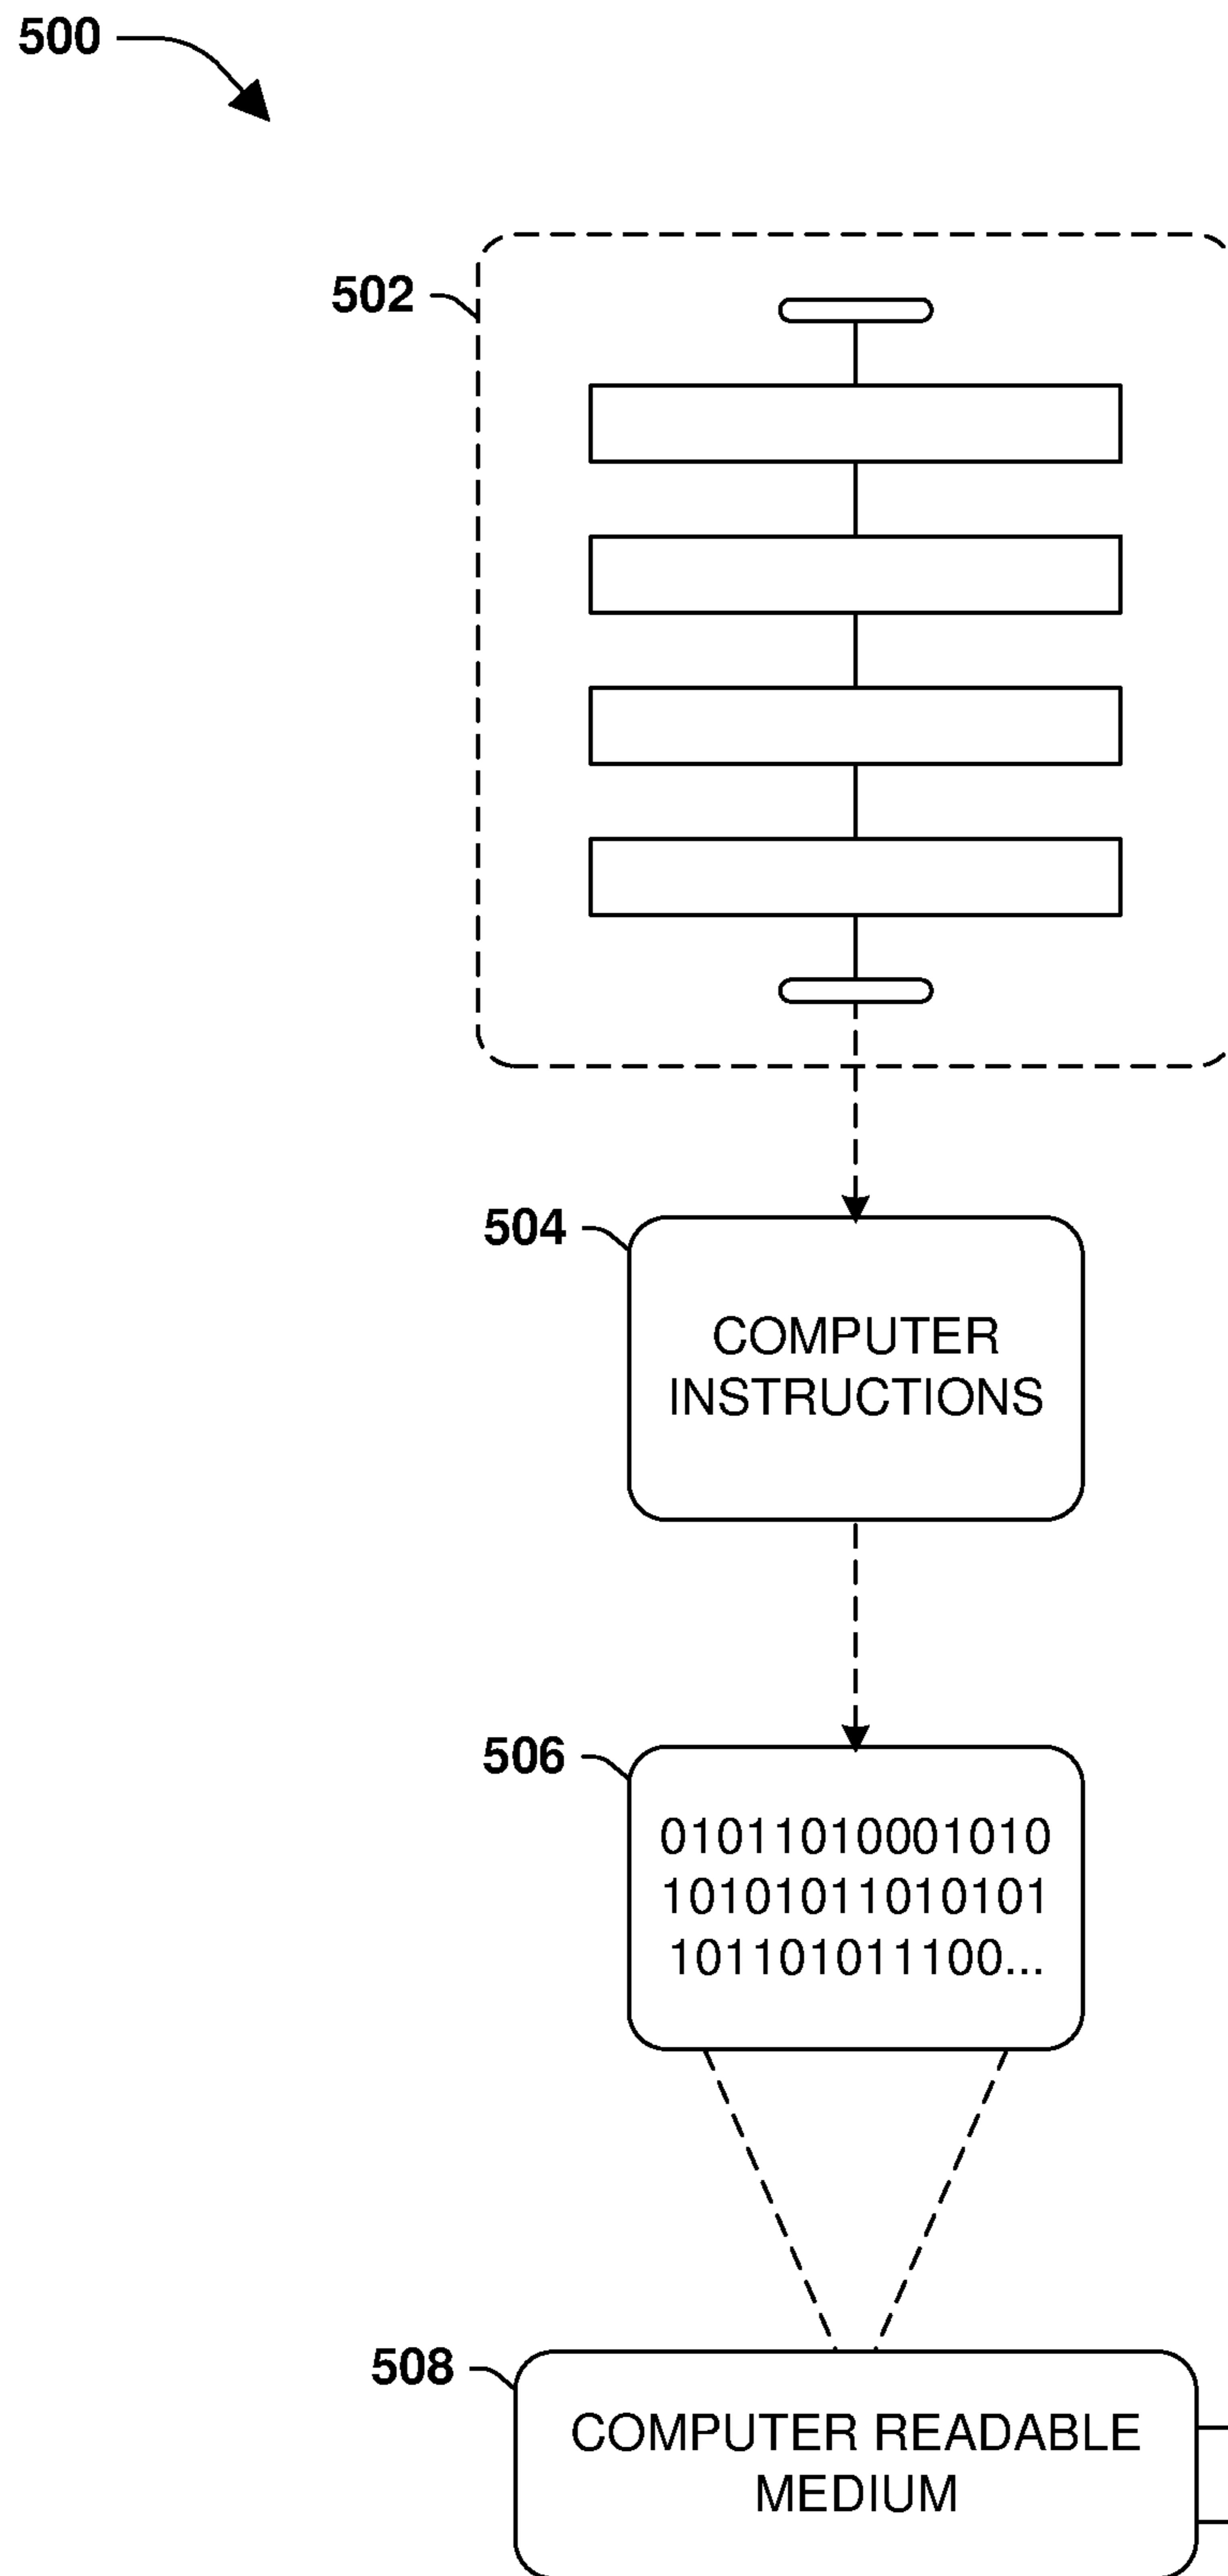 500
502
504
COMPUTER
INSTRUCTIONS
506
01011010001010
10101011010101
101101011100...
508
COMPUTER READABLE
MEDIUM